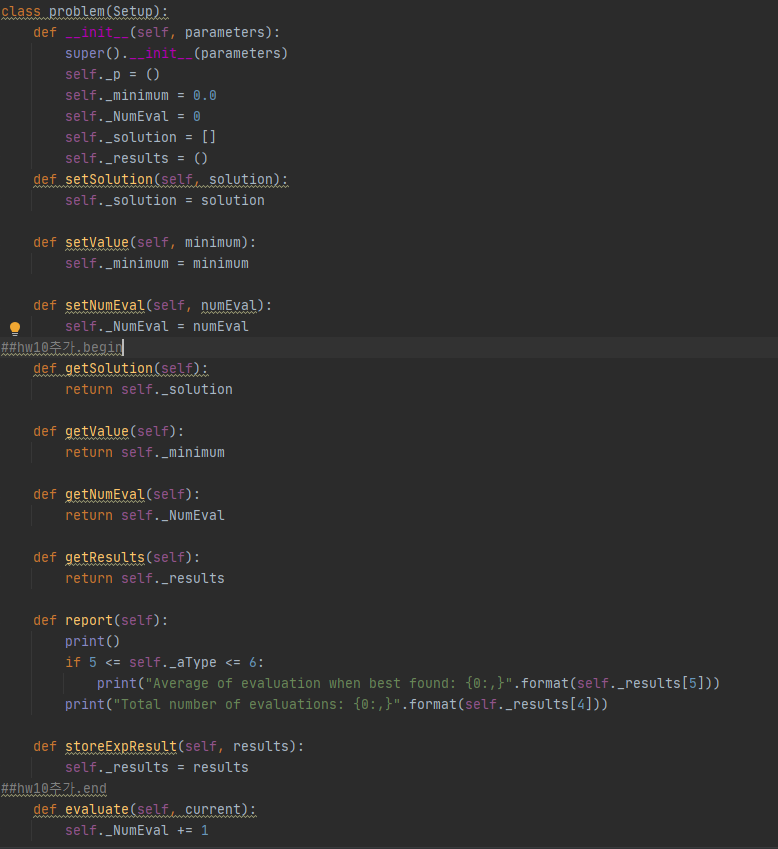 class problem(Setup):
    def __init__(self, parameters):
        super().__init__(parameters)
        self._p = ()
        self._minimum = 0.0
        self._NumEval = 0
        self._solution = []
        self._results = ()
    def setSolution(self, solution):
        self._solution = solution

    def setValue(self, minimum):
        self._minimum = minimum

    def setNumEval(self, numEval):
        self._NumEval = numEval
##hw10추가.begin
    def getSolution(self):
        return self._solution

    def getValue(self):
        return self._minimum

    def getNumEval(self):
        return self._NumEval

    def getResults(self):
        return self._results

    def report(self):
        print()
        if 5 <= self._aType <= 6:
            print("Average of evaluation when best found: {0:,}".format(self._results[5]))
        print("Total number of evaluations: {0:,}".format(self._results[4]))

    def storeExpResult(self, results):
        self._results = results
##hw10추가.end
    def evaluate(self, current):
        self._NumEval += 1